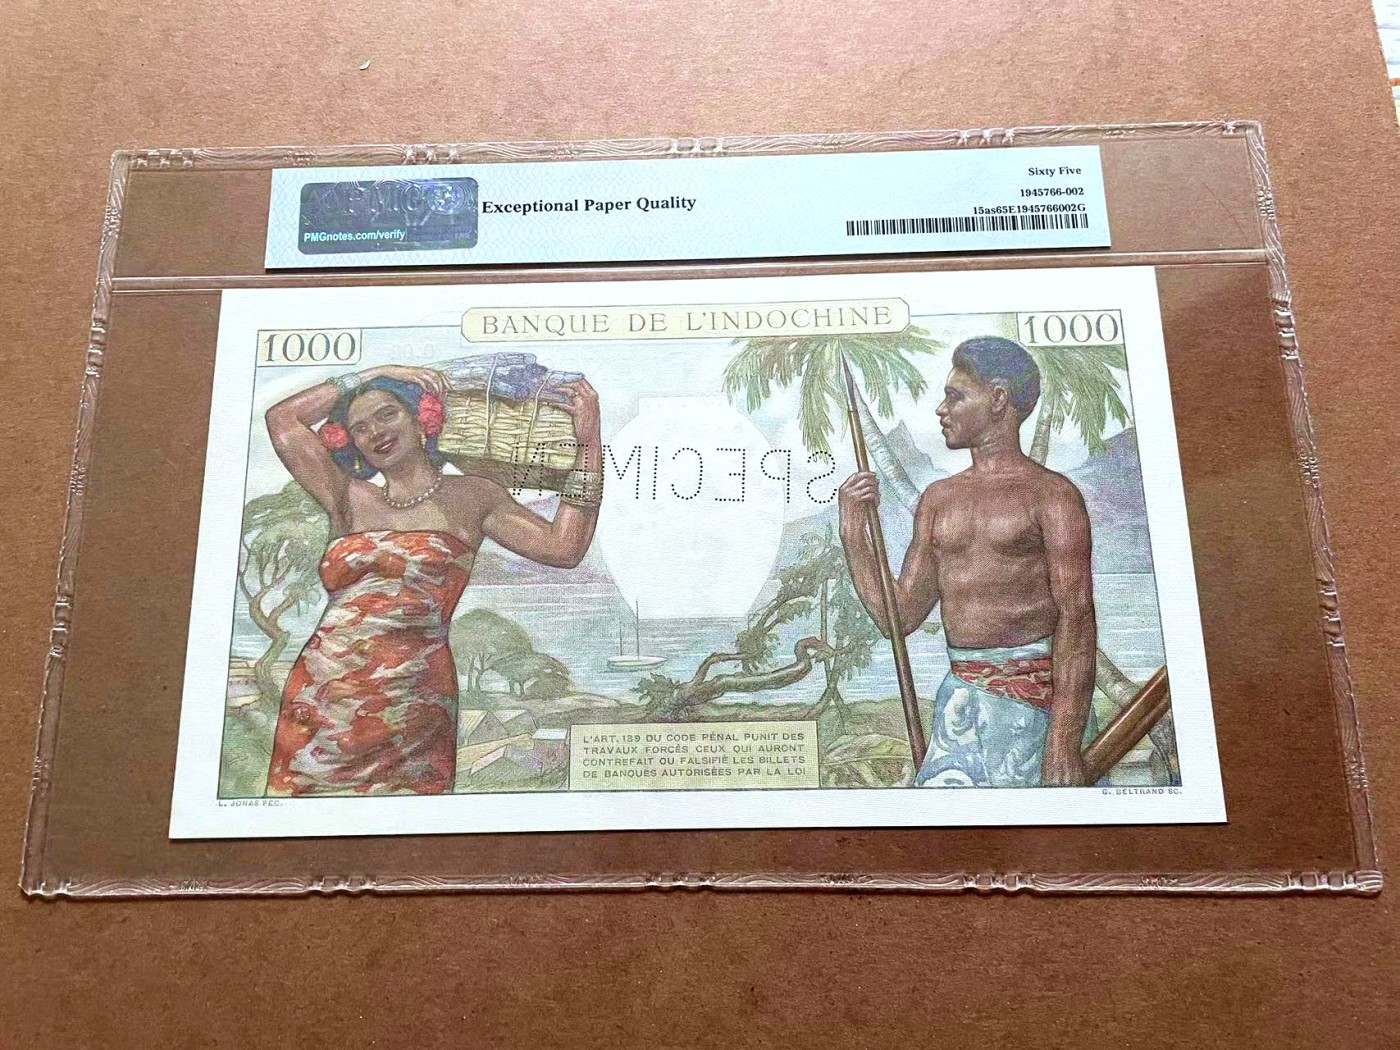 PMG
PMGnotes.com/verify
Exceptional Paper Quality
Sixty Five
1945766-002
15as65E1945766002G
BANQUE DE L'INDOCHINE
1000
1000
SPECIMEN
L'ART. 139 DU CODE PÉNAL PUNIT DES
TRAVAUX FORCÉS CEUX QUI AURONT
CONTREFAIT OU FALSIFIÉ LES BILLETS
DE BANQUES AUTORISÉES PAR LA LOI
L. JONAS FEC.
G. BELTRAND SC.